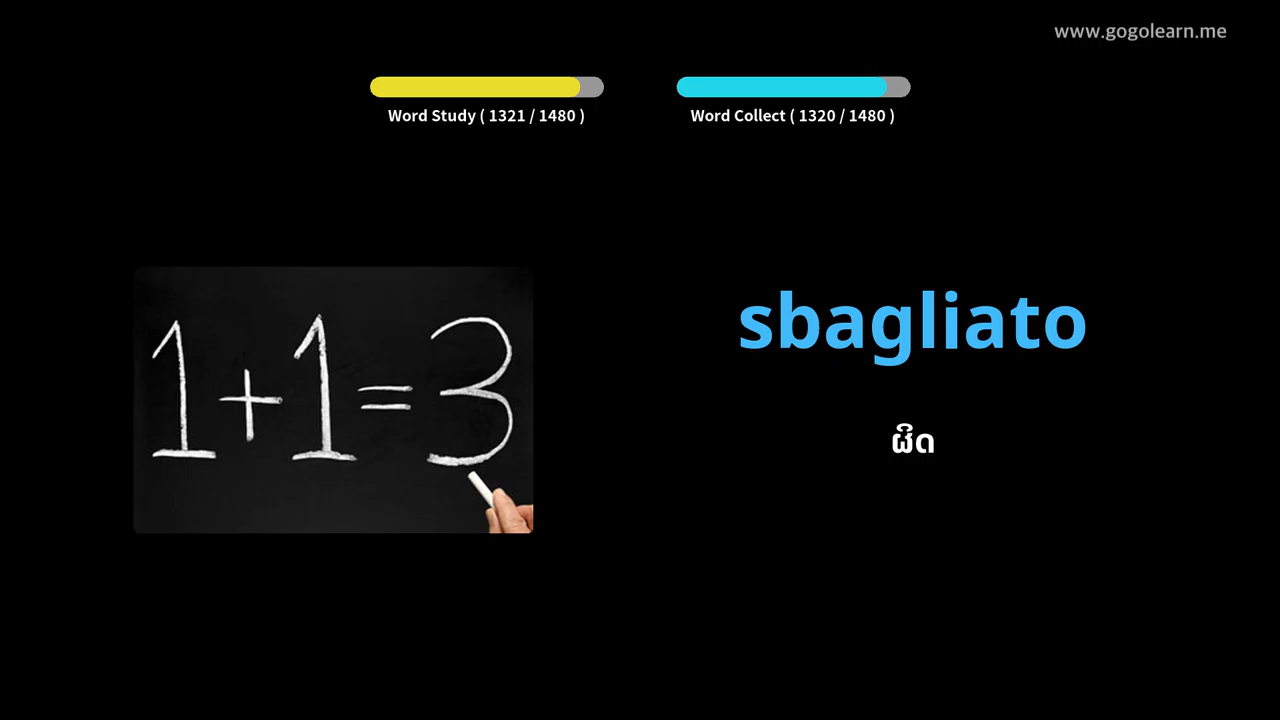 www.gogolearn.me
Word Study ( 1321 / 1480 )
Word Collect ( 1320 / 1480 )
1+1=3
sbagliato
ຜິດ